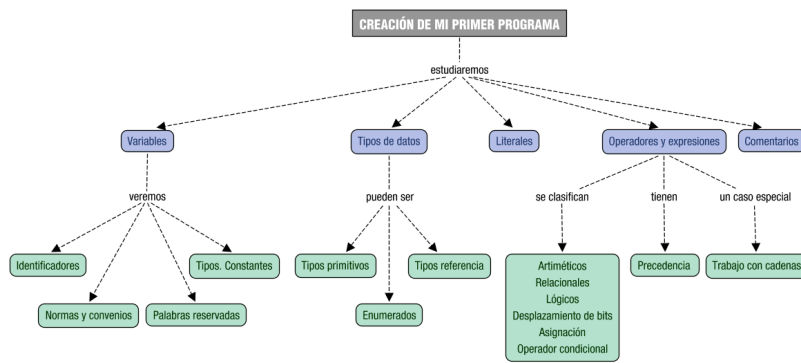 CREACIÓN DE MI PRIMER PROGRAMA
estudiaremos
Variables
Tipos de datos
Literales
Operadores y expresiones
Comentarios
veremos
pueden ser
se clasifican
tienen
un caso especial
Identificadores
Tipos. Constantes
Tipos primitivos
Tipos referencia
Artiméticos
Relacionales
Lógicos
Desplazamiento de bits
Asignación
Operador condicional
Precedencia
Trabajo con cadenas
Normas y convenios
Palabras reservadas
Enumerados